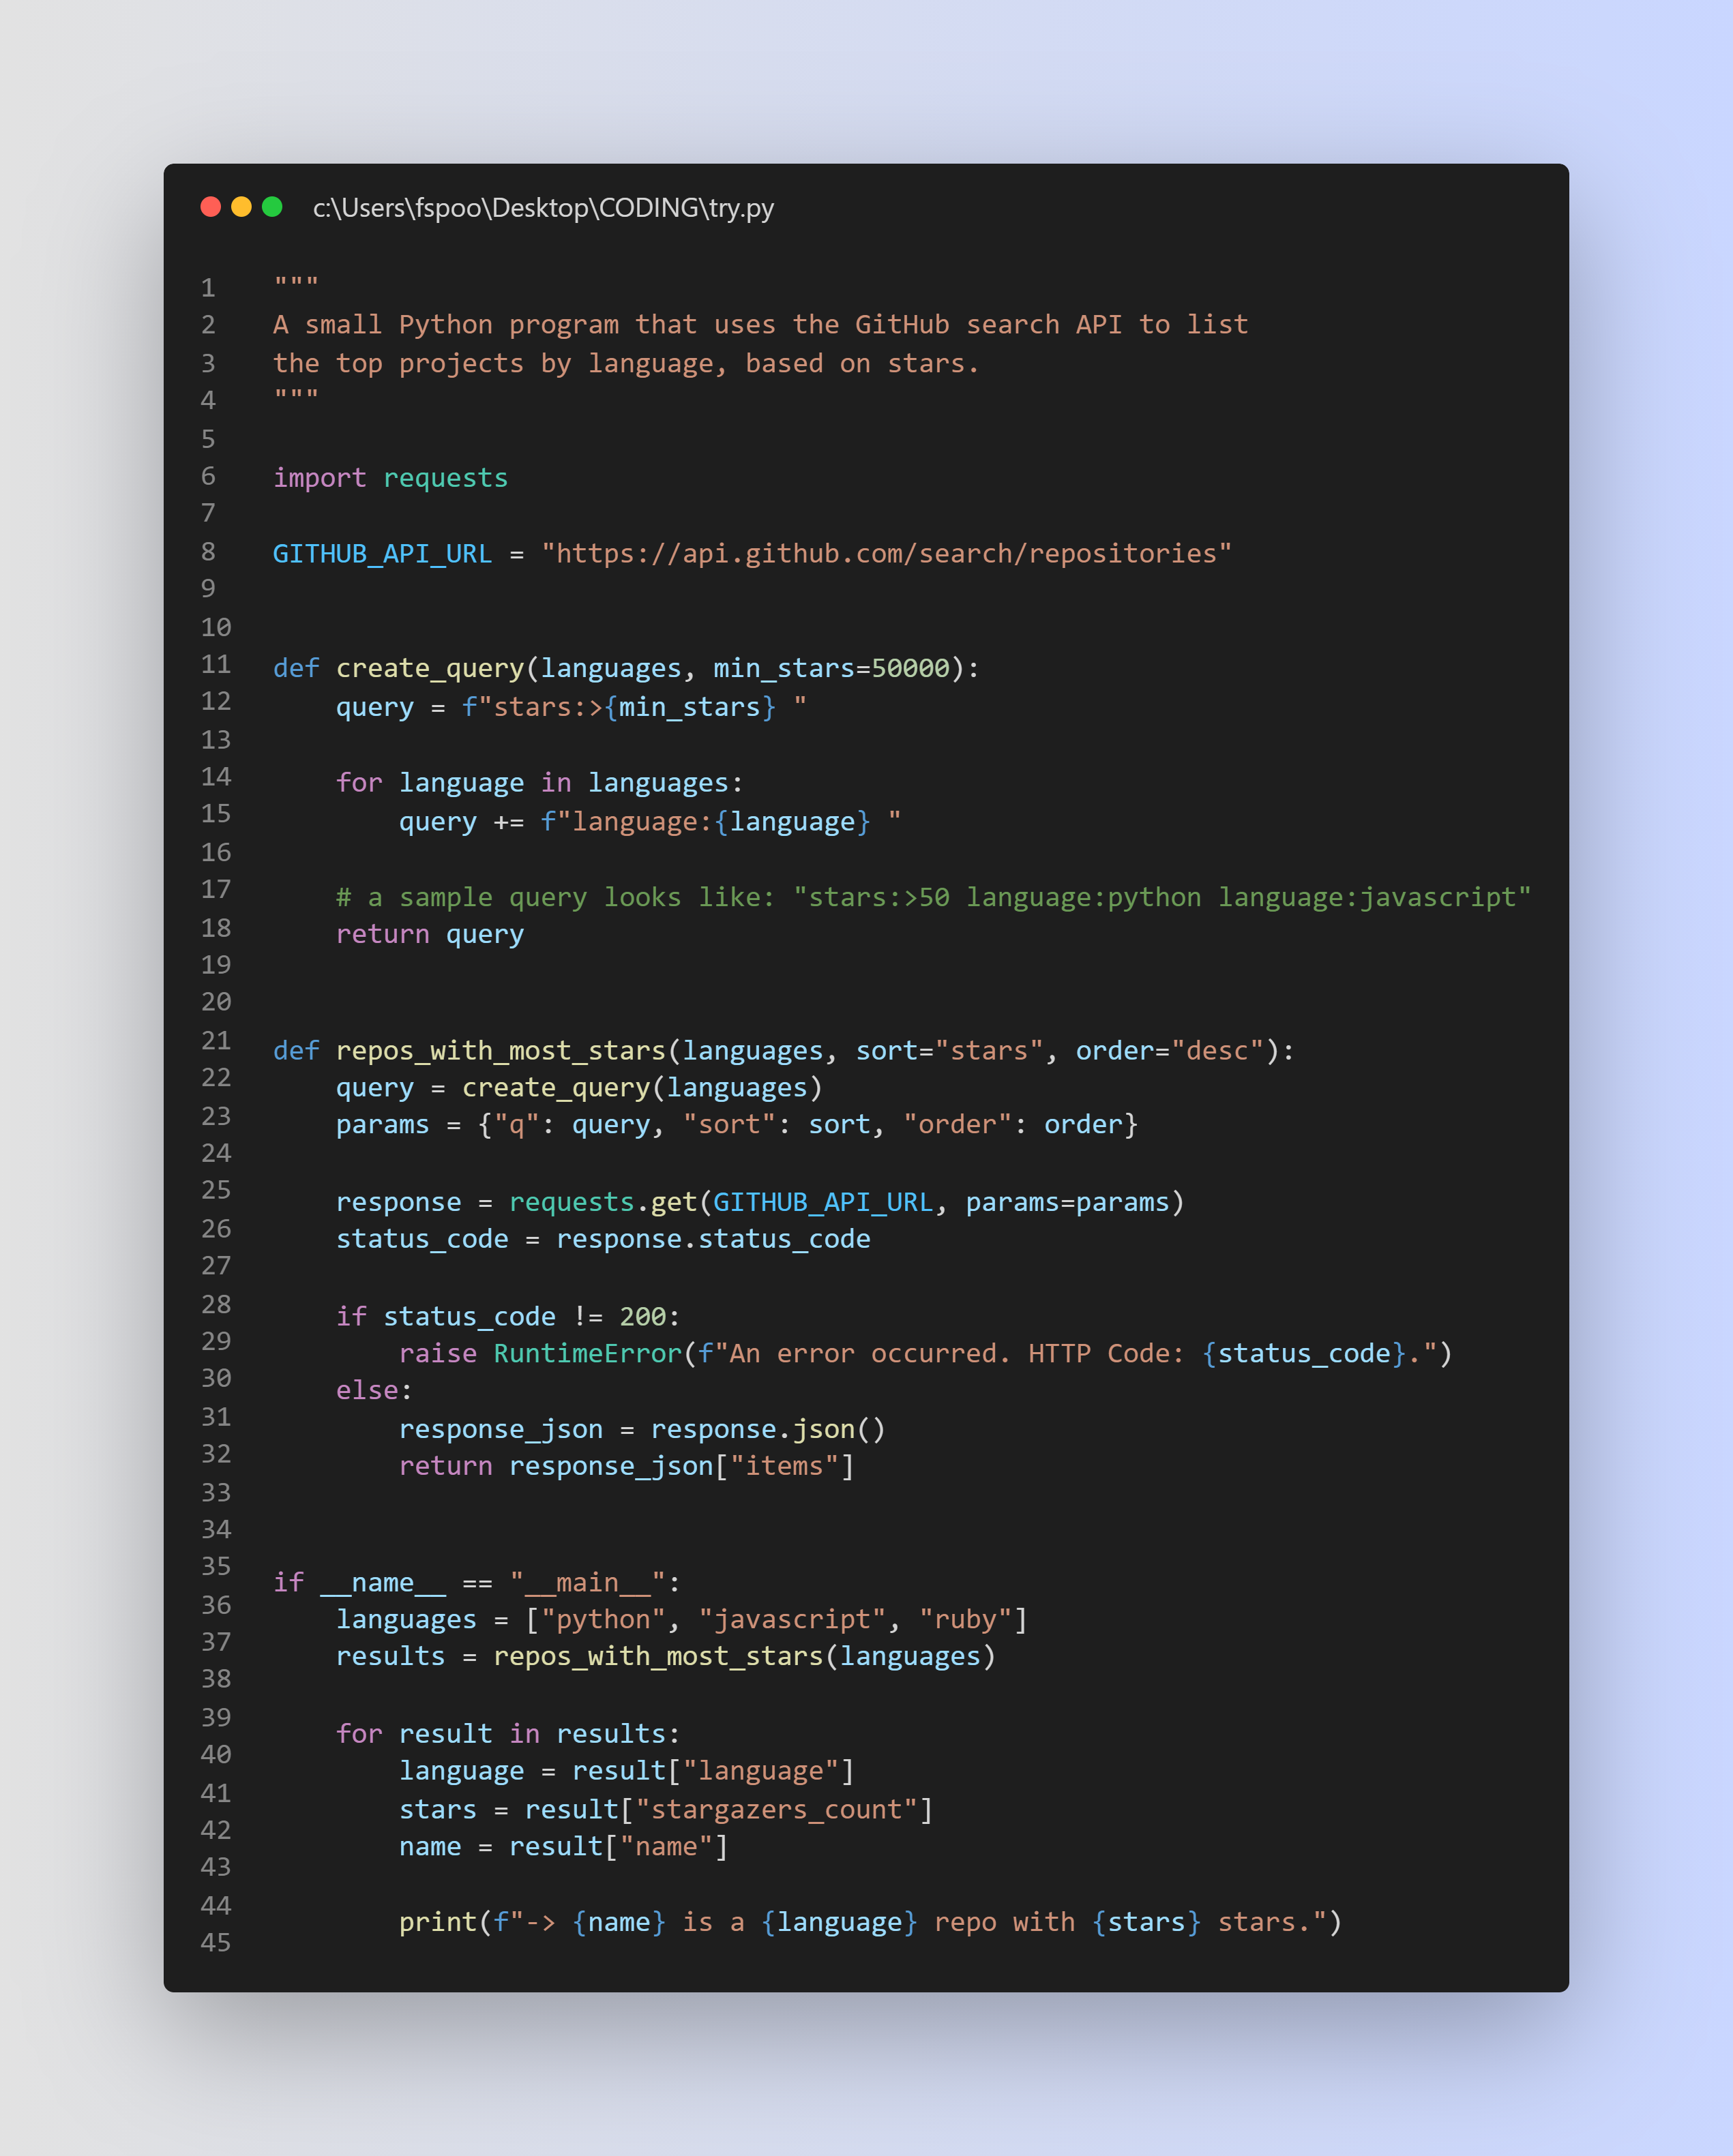 c:\Users\fspoo\Desktop\CODING\try.py
1 """
2 A small Python program that uses the GitHub search API to list
3 the top projects by language, based on stars.
4 """
5
6 import requests
7
8 GITHUB_API_URL = "https://api.github.com/search/repositories"
9
10
11 def create_query(languages, min_stars=50000):
12     query = f"stars:>{min_stars} "
13
14     for language in languages:
15         query += f"language:{language} "
16
17     # a sample query looks like: "stars:>50 language:python language:javascript"
18     return query
19
20
21 def repos_with_most_stars(languages, sort="stars", order="desc"):
22     query = create_query(languages)
23     params = {"q": query, "sort": sort, "order": order}
24
25     response = requests.get(GITHUB_API_URL, params=params)
26     status_code = response.status_code
27
28     if status_code != 200:
29         raise RuntimeError(f"An error occurred. HTTP Code: {status_code}.")
30     else:
31         response_json = response.json()
32         return response_json["items"]
33
34
35 if __name__ == "__main__":
36     languages = ["python", "javascript", "ruby"]
37     results = repos_with_most_stars(languages)
38
39     for result in results:
40         language = result["language"]
41         stars = result["stargazers_count"]
42         name = result["name"]
43
44         print(f"-> {name} is a {language} repo with {stars} stars.")
45